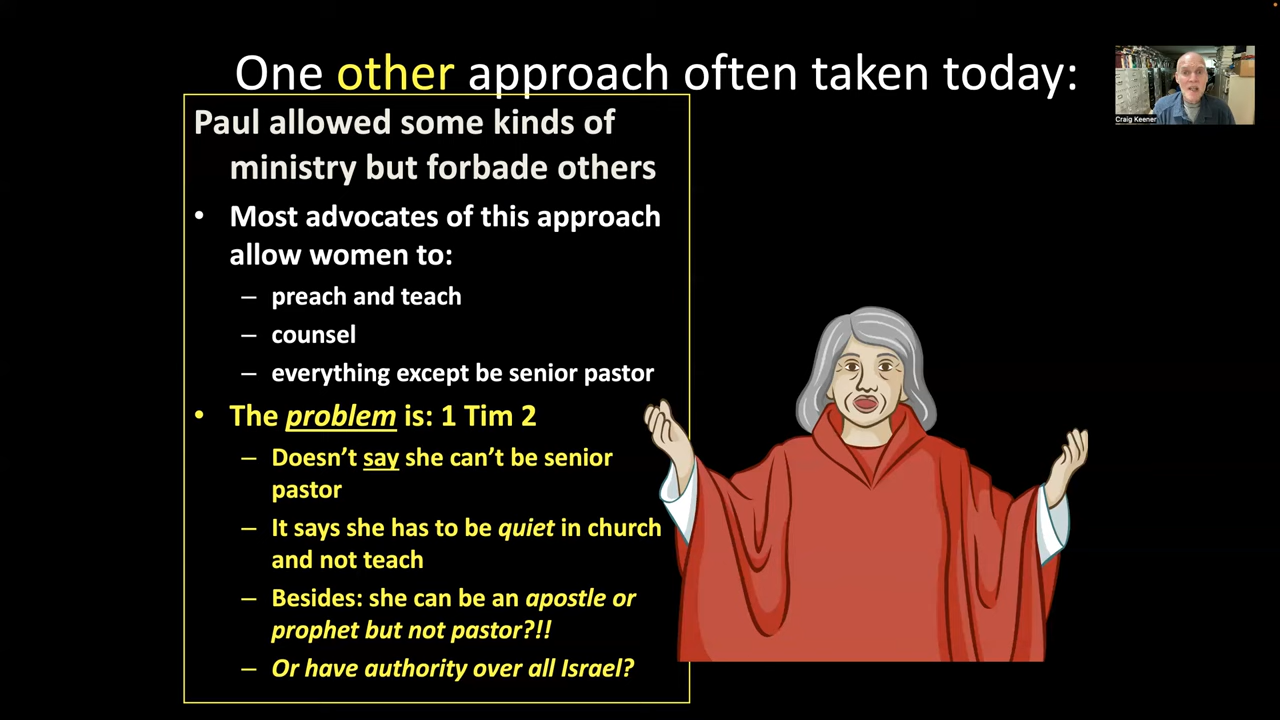 One other approach often taken today:
Craig Keener
Paul allowed some kinds of
ministry but forbade others
• Most advocates of this approach
allow women to:
– preach and teach
– counsel
– everything except be senior pastor
• The problem is: 1 Tim 2
– Doesn’t say she can’t be senior
pastor
– It says she has to be quiet in church
and not teach
– Besides: she can be an apostle or
prophet but not pastor?!!
– Or have authority over all Israel?